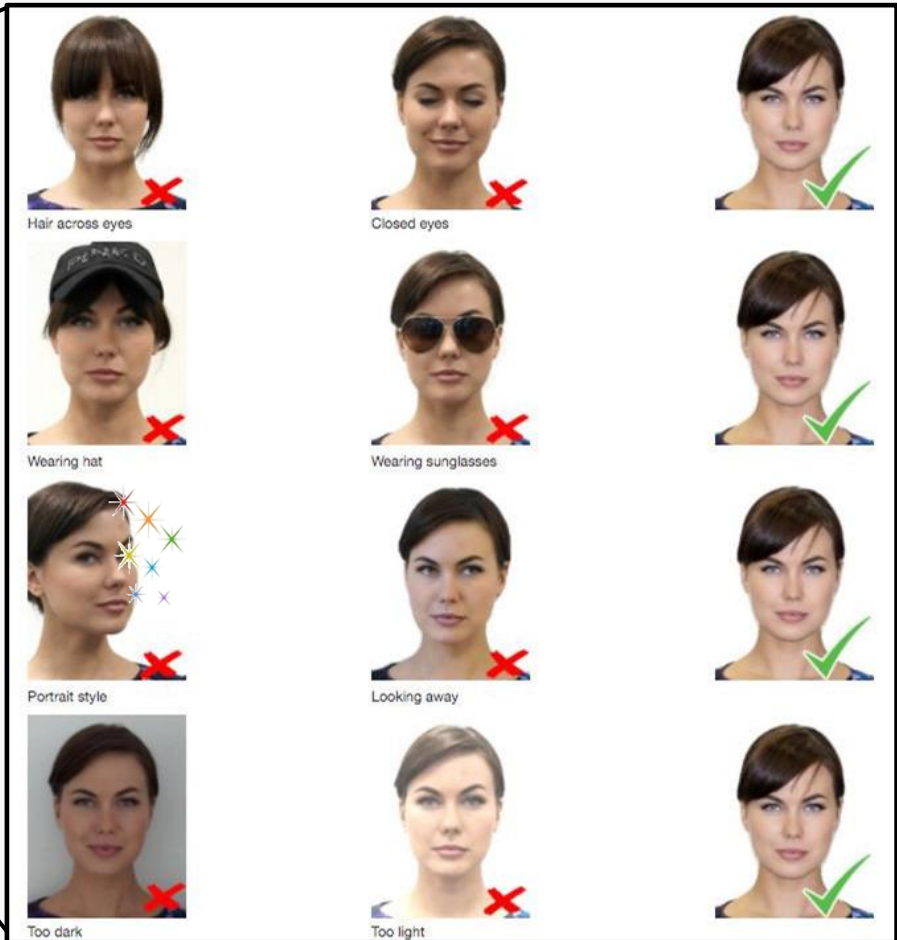 Hair across eyes
Closed eyes
Wearing hat
Wearing sunglasses
Portrait style
Looking away
Too dark
Too light